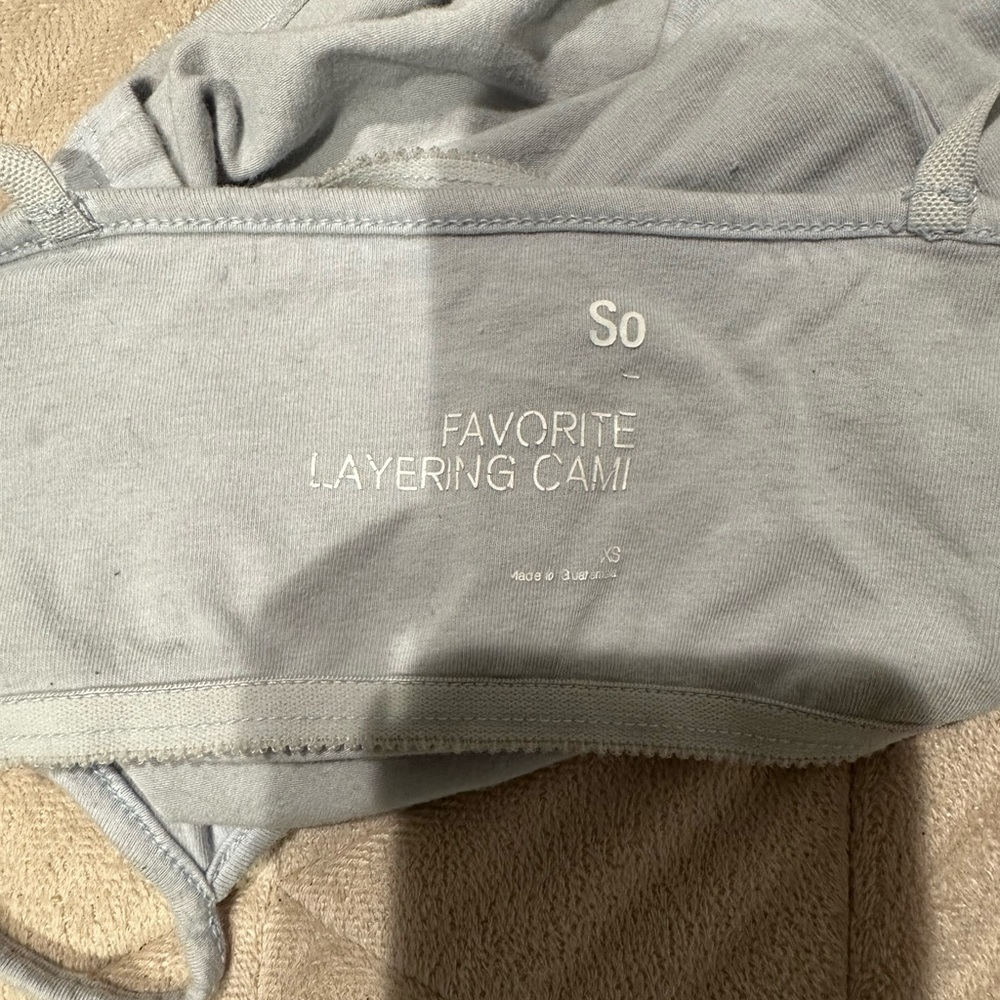 So
FAVORITE
LAYERING CAMI
XS
Made in Guatemala